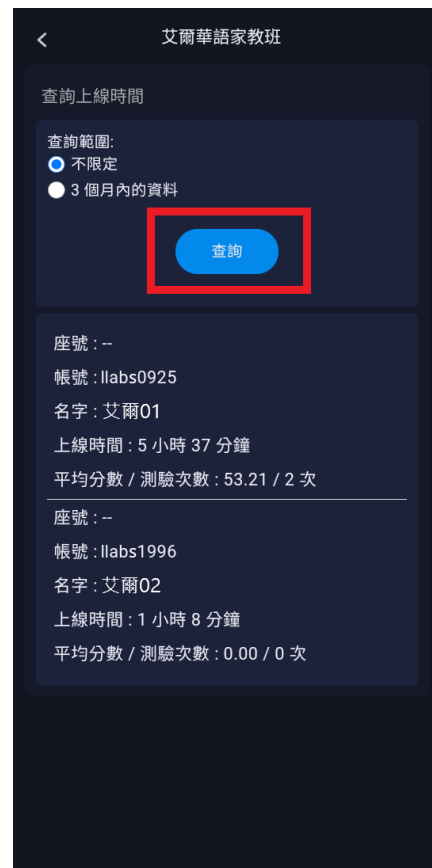 艾爾華語家教班
查詢上線時間
查詢範圍:
不限定
3 個月內的資料
查詢
座號 : --
帳號 : llabs0925
名字 : 艾爾01
上線時間 : 5 小時 37 分鐘
平均分數 / 測驗次數 : 53.21 / 2 次
座號 : --
帳號 : llabs1996
名字 : 艾爾02
上線時間 : 1 小時 8 分鐘
平均分數 / 測驗次數 : 0.00 / 0 次